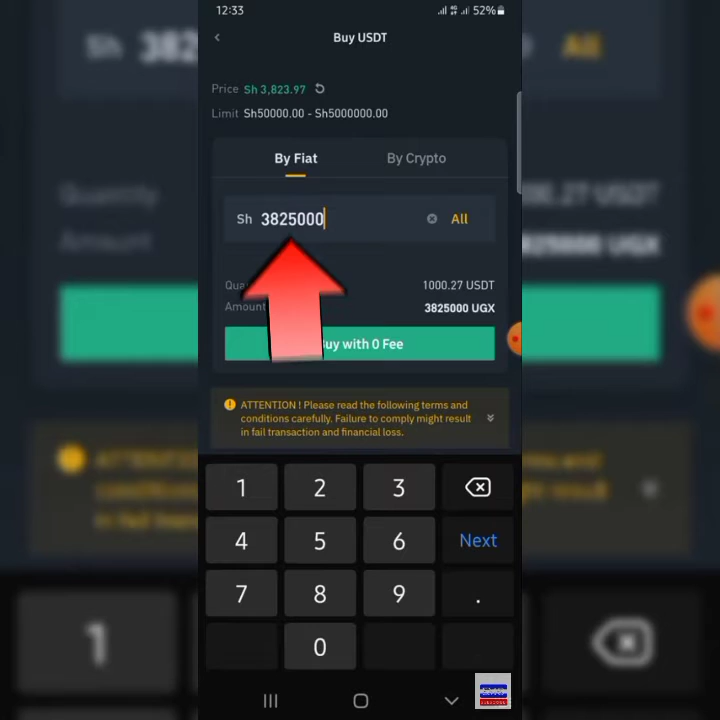 12:33
52%
Buy USDT
Price Sh 3,823.97
Limit Sh50000.00 - Sh5000000.00
By Fiat
By Crypto
Sh 3825000
All
1000.27 USDT
Amount
3825000 UGX
Buy with 0 Fee
ATTENTION ! Please read the following terms and
conditions carefully. Failure to comply might result
in fail transaction and financial loss.
1 2 3
4 5 6 Next
7 8 9 .
0